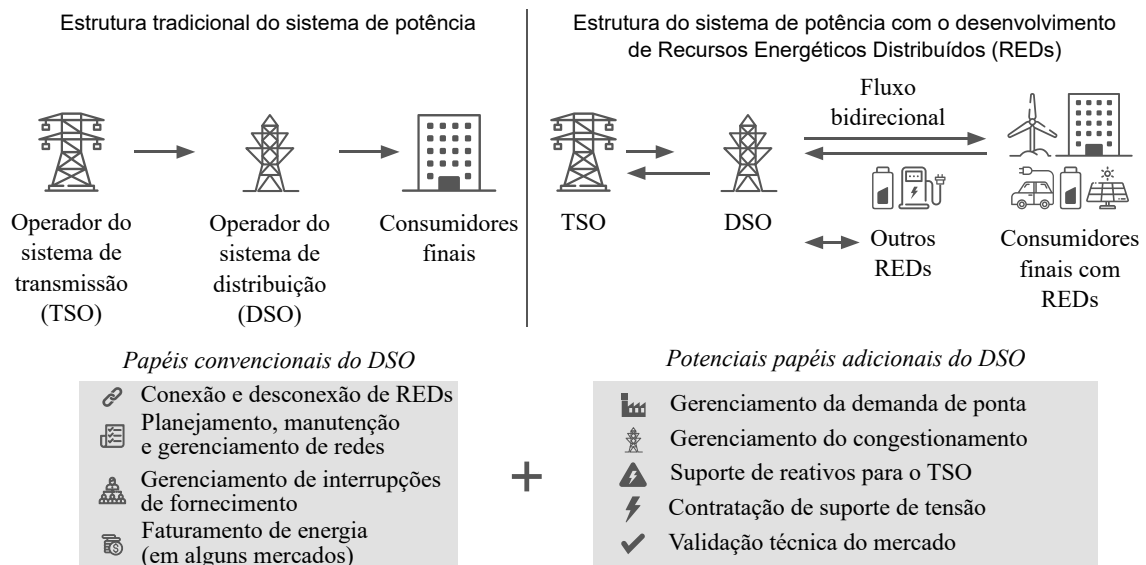 Estrutura tradicional do sistema de potência
Operador do
sistema de
transmissão
(TSO)
Operador do
sistema de
distribuição
(DSO)
Consumidores
finais
Estrutura do sistema de potência com o desenvolvimento
de Recursos Energéticos Distribuídos (REDs)
Fluxo
bidirecional
TSO
DSO
Outros
REDs
Consumidores
finais com
REDs
Papéis convencionais do DSO
Conexão e desconexão de REDs
Planejamento, manutenção
e gerenciamento de redes
Gerenciamento de interrupções
de fornecimento
Faturamento de energia
(em alguns mercados)
+
Potenciais papéis adicionais do DSO
Gerenciamento da demanda de ponta
Gerenciamento do congestionamento
Suporte de reativos para o TSO
Contratação de suporte de tensão
Validação técnica do mercado